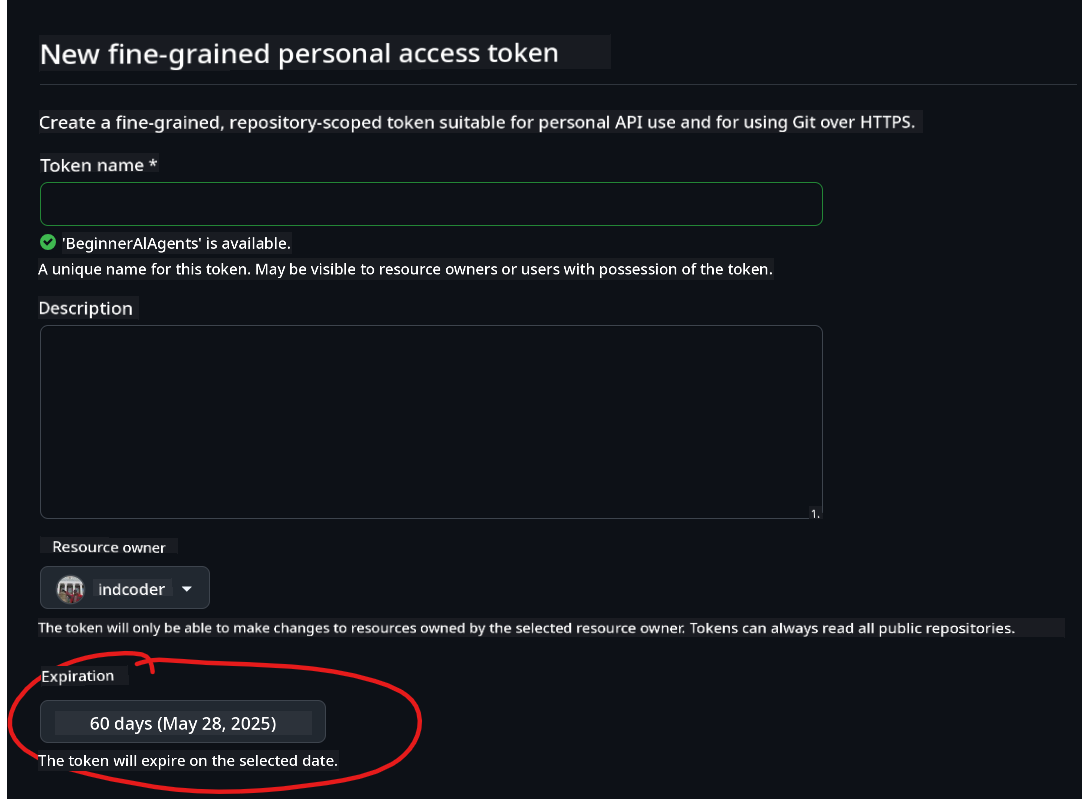 New fine-grained personal access token
Create a fine-grained, repository-scoped token suitable for personal API use and for using Git over HTTPS.
Token name *
'BeginnerAIAgents' is available.
A unique name for this token. May be visible to resource owners or users with possession of the token.
Description
1.
Resource owner
indcoder
The token will only be able to make changes to resources owned by the selected resource owner. Tokens can always read all public repositories.
Expiration
60 days (May 28, 2025)
The token will expire on the selected date.